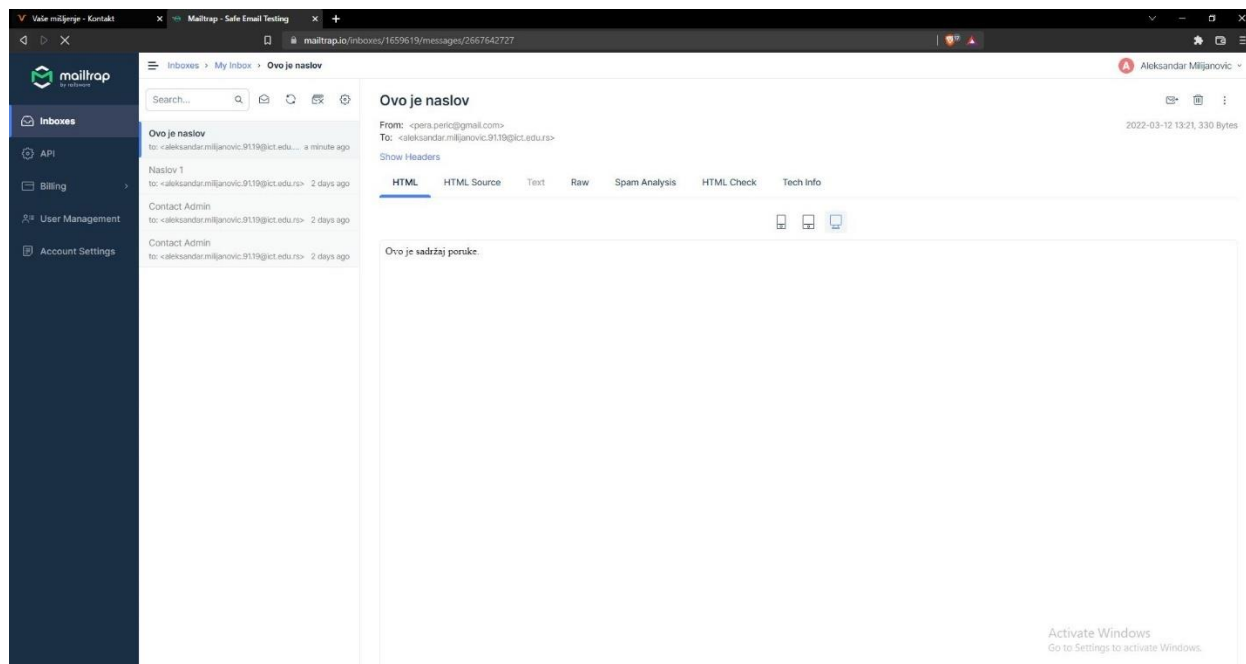 Vaše mišljenje - Kontakt
Mailtrap - Safe Email Testing
mailtrap.io/inboxes/1659619/messages/2667642727
mailtrap
by railsware
Inboxes > My Inbox > Ovo je naslov
Aleksandar Milijanovic
Inboxes
API
Billing
User Management
Account Settings
Search...
Ovo je naslov
to: <aleksandar.milijanovic.91.19@ict.edu.... a minute ago
Naslov 1
to: <aleksandar.milijanovic.91.19@ict.edu.rs> 2 days ago
Contact Admin
to: <aleksandar.milijanovic.91.19@ict.edu.rs> 2 days ago
Contact Admin
to: <aleksandar.milijanovic.91.19@ict.edu.rs> 2 days ago
Ovo je naslov
From: <pera.peric@gmail.com>
To: <aleksandar.milijanovic.91.19@ict.edu.rs>
2022-03-12 13:21, 330 Bytes
Show Headers
HTML HTML Source Text Raw Spam Analysis HTML Check Tech Info
Ovo je sadržaj poruke.
Activate Windows
Go to Settings to activate Windows.